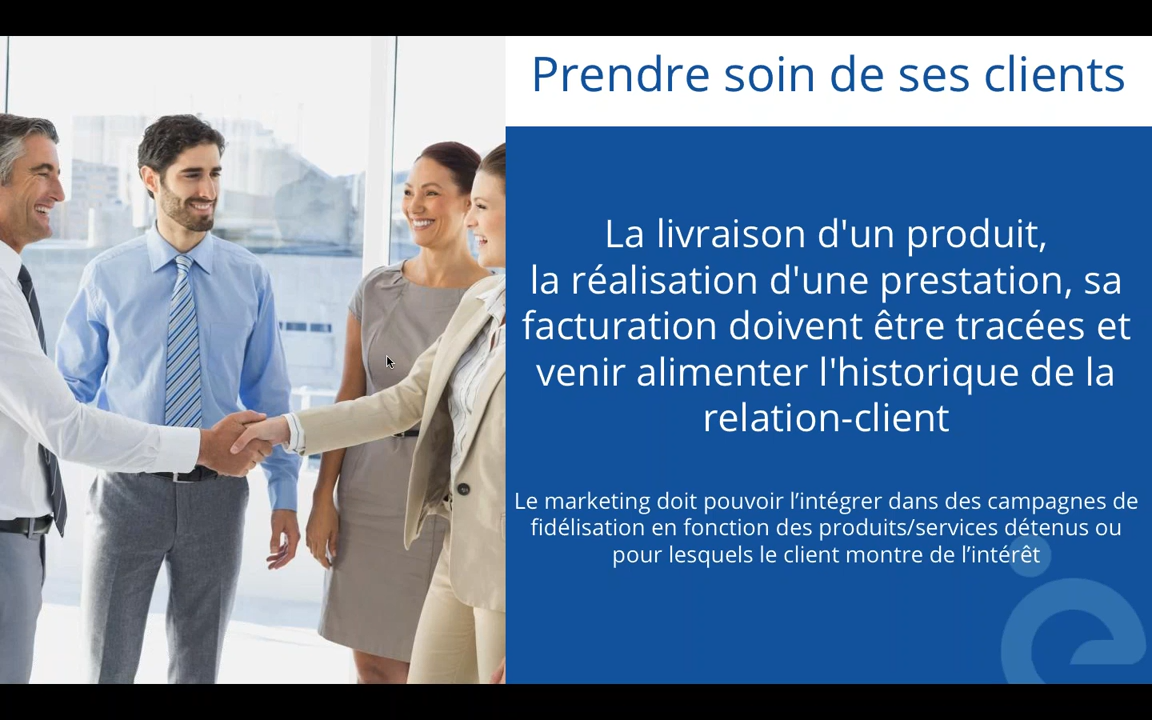 Prendre soin de ses clients
La livraison d'un produit,
la réalisation d'une prestation, sa
facturation doivent être tracées et
venir alimenter l'historique de la
relation-client
Le marketing doit pouvoir l’intégrer dans des campagnes de
fidélisation en fonction des produits/services détenus ou
pour lesquels le client montre de l’intérêt